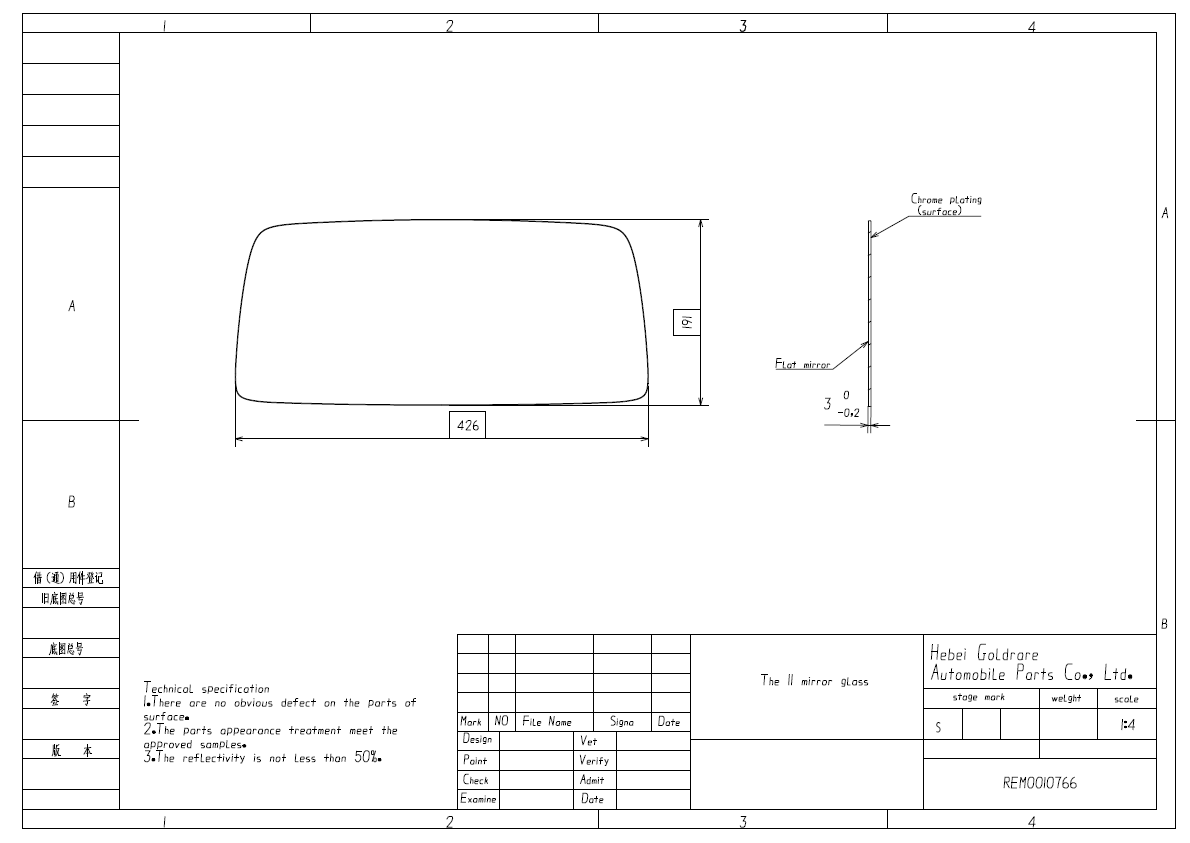 1 2 3 4
A
B
借(通)用件登记
旧底图总号
底图总号
签 字
版 本
191
426
Chrome plating
(surface)
Flat mirror
3 0 -0.2
A
B
Technical specification
1.There are no obvious defect on the parts of
surface.
2.The parts appearance treatment meet the
approved samples.
3.The reflectivity is not less than 50%.
Mark NO File Name Signa Date
Design Vet
Paint Verify
Check Admit
Examine Date
The II mirror glass
Hebei Goldrare
Automobile Parts Co., Ltd.
stage mark weight scale
S 1:4
REM0010766
1 2 3 4